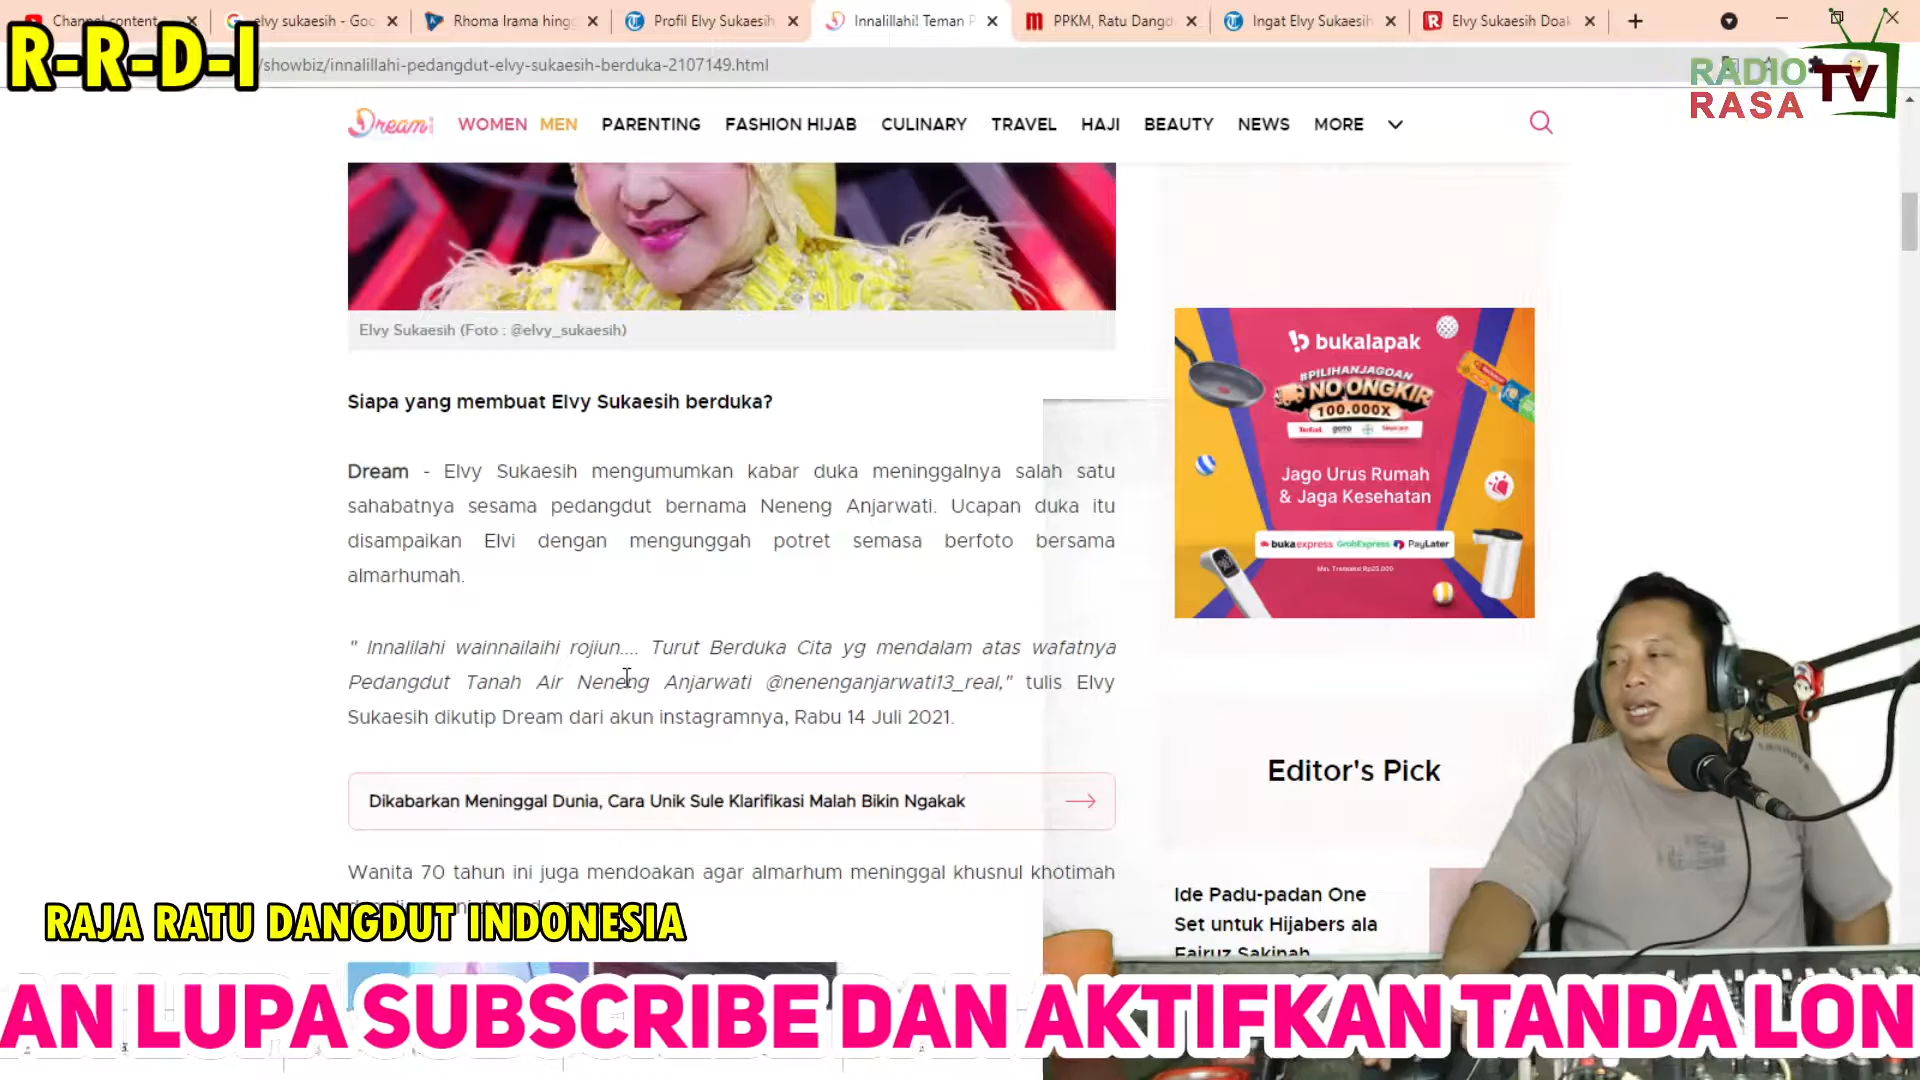 Channel content
elvy sukaesih - Goo
Rhoma Irama hingg
Profil Elvy Sukaesih
Innalillahi! Teman P
PPKM, Ratu Dangd
Ingat Elvy Sukaesih
Elvy Sukaesih Doak
R-R-D-I
/showbiz/innalillahi-pedangdut-elvy-sukaesih-berduka-2107149.html
RADIO
RASA
TV
Dream
WOMEN MEN PARENTING FASHION HIJAB CULINARY TRAVEL HAJI BEAUTY NEWS MORE
Elvy Sukaesih (Foto : @elvy_sukaesih)
Siapa yang membuat Elvy Sukaesih berduka?
Dream - Elvy Sukaesih mengumumkan kabar duka meninggalnya salah satu
sahabatnya sesama pedangdut bernama Neneng Anjarwati. Ucapan duka itu
disampaikan Elvi dengan mengunggah potret semasa berfoto bersama
almarhumah.
" Innalilahi wainnailaihi rojiun.... Turut Berduka Cita yg mendalam atas wafatnya
Pedangdut Tanah Air Neneng Anjarwati @nenenganjarwati13_real," tulis Elvy
Sukaesih dikutip Dream dari akun instagramnya, Rabu 14 Juli 2021.
Dikabarkan Meninggal Dunia, Cara Unik Sule Klarifikasi Malah Bikin Ngakak
Wanita 70 tahun ini juga mendoakan agar almarhum meninggal khusnul khotimah
bukalapak
#PILIHANJAGOAN
NO ONGKIR
100.000X
Jago Urus Rumah
& Jaga Kesehatan
bukaexpress GrabExpress PayLater
Min. Transaksi Rp25.000
Editor's Pick
Ide Padu-padan One
Set untuk Hijabers ala
Fairuz Sakinah
RAJA RATU DANGDUT INDONESIA
AN LUPA SUBSCRIBE DAN AKTIFKAN TANDA LON